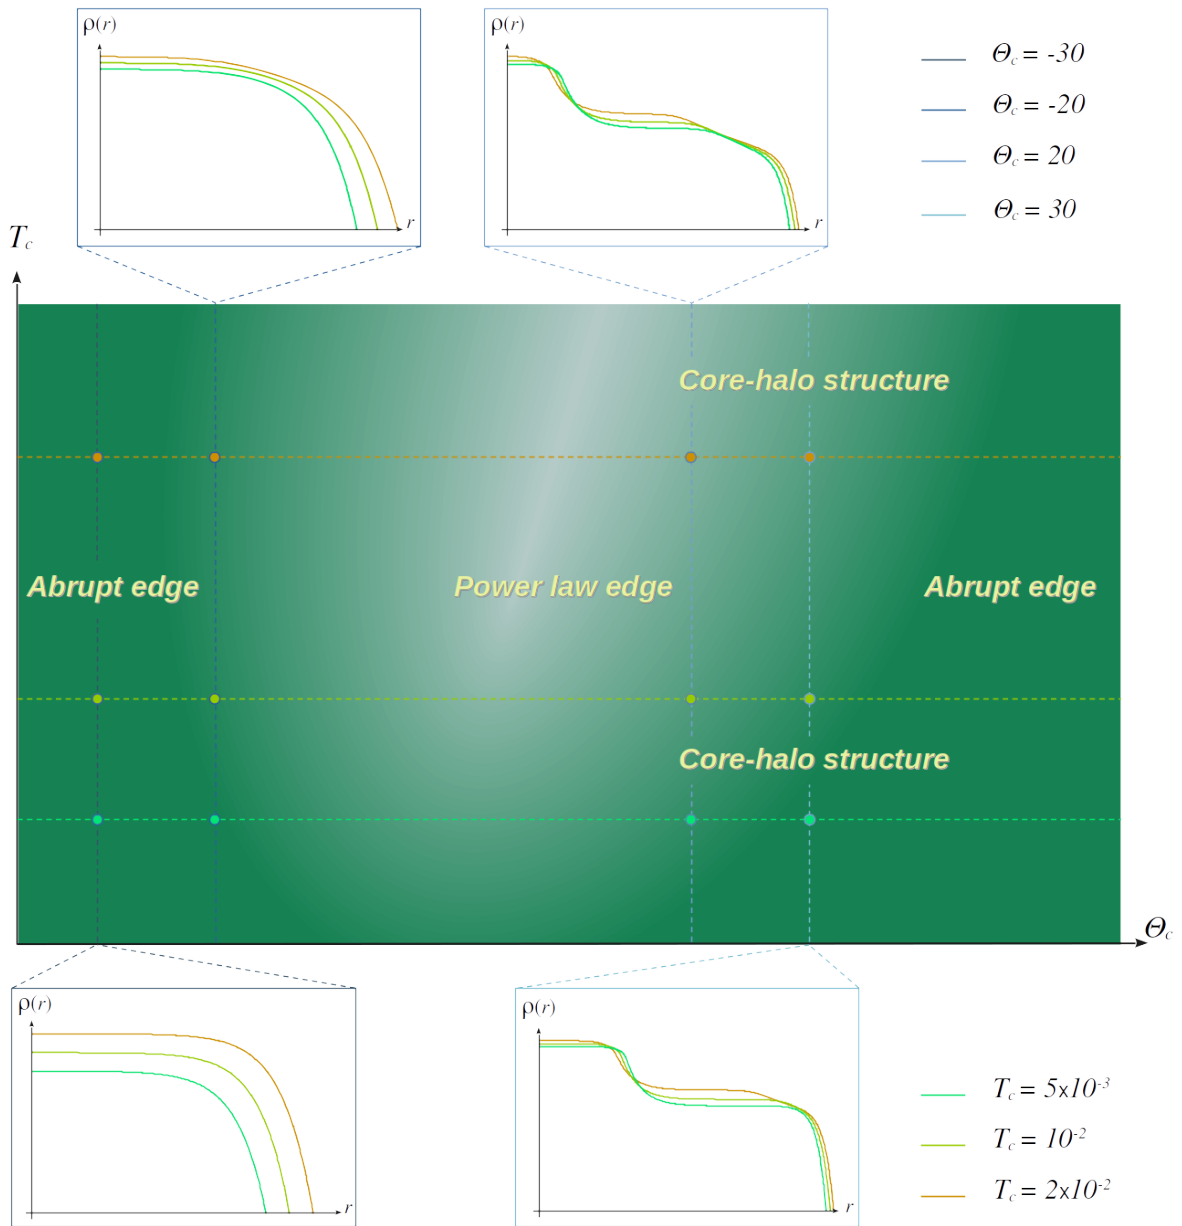 ρ(r)
r
ρ(r)
r
Θc = -30
Θc = -20
Θc = 20
Θc = 30
Tc
Core-halo structure
Abrupt edge
Power law edge
Abrupt edge
Core-halo structure
Θc
ρ(r)
r
ρ(r)
r
Tc = 5x10⁻³
Tc = 10⁻²
Tc = 2x10⁻²